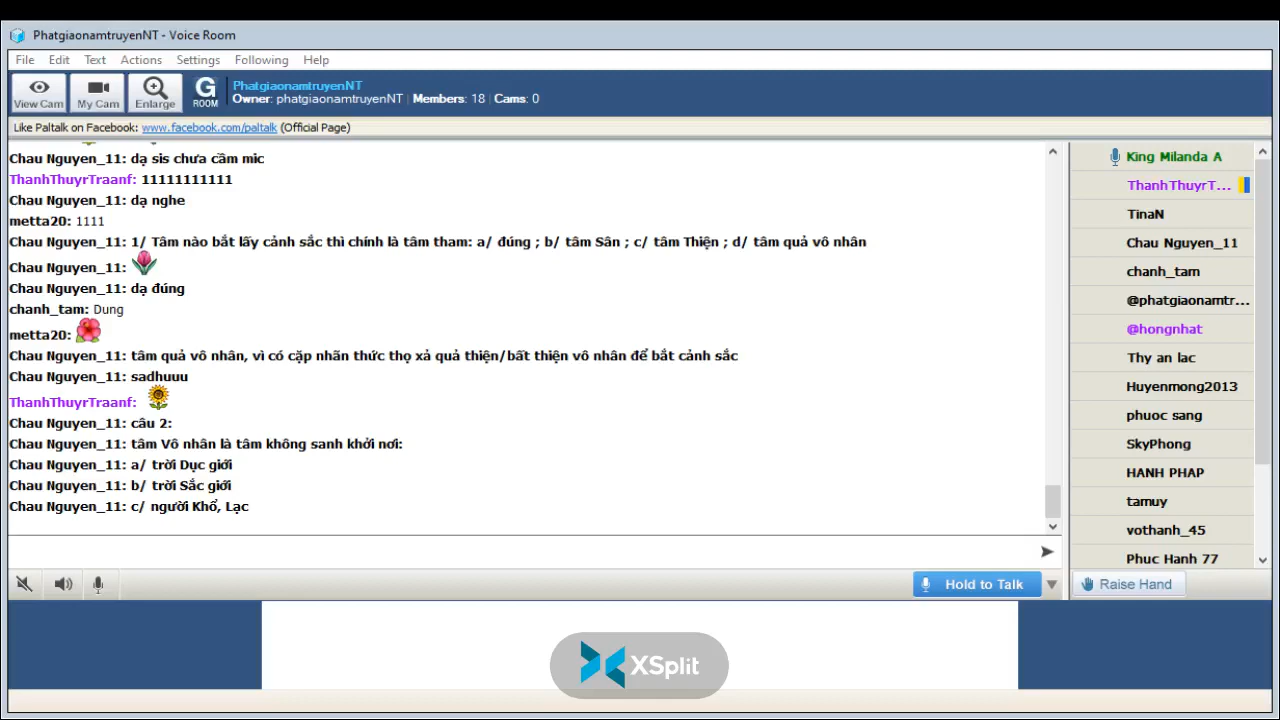 PhatgiaonamtruyenNT - Voice Room
File Edit Text Actions Settings Following Help
View Cam My Cam Enlarge G ROOM
PhatgiaonamtruyenNT
Owner: phatgiaonamtruyenNT | Members: 18 | Cams: 0
Like Paltalk on Facebook: www.facebook.com/paltalk (Official Page)
Chau Nguyen_11: dạ sis chưa cầm mic
ThanhThuyrTraanf: 11111111111
Chau Nguyen_11: dạ nghe
metta20: 1111
Chau Nguyen_11: 1/ Tâm nào bắt lấy cảnh sắc thì chính là tâm tham: a/ đúng ; b/ tâm Sân ; c/ tâm Thiện ; d/ tâm quả vô nhân
Chau Nguyen_11:
Chau Nguyen_11: dạ đúng
chanh_tam: Dung
metta20:
Chau Nguyen_11: tâm quả vô nhân, vì có cặp nhãn thức thọ xả quả thiện/bất thiện vô nhân để bắt cảnh sắc
Chau Nguyen_11: sadhuuu
ThanhThuyrTraanf:
Chau Nguyen_11: câu 2:
Chau Nguyen_11: tâm Vô nhân là tâm không sanh khởi nơi:
Chau Nguyen_11: a/ trời Dục giới
Chau Nguyen_11: b/ trời Sắc giới
Chau Nguyen_11: c/ người Khổ, Lạc
King Milanda A
ThanhThuyrT...
TinaN
Chau Nguyen_11
chanh_tam
@phatgiaonamtr...
@hongnhat
Thy an lac
Huyenmong2013
phuoc sang
SkyPhong
HANH PHAP
tamuy
vothanh_45
Phuc Hanh 77
Hold to Talk
Raise Hand
XSplit